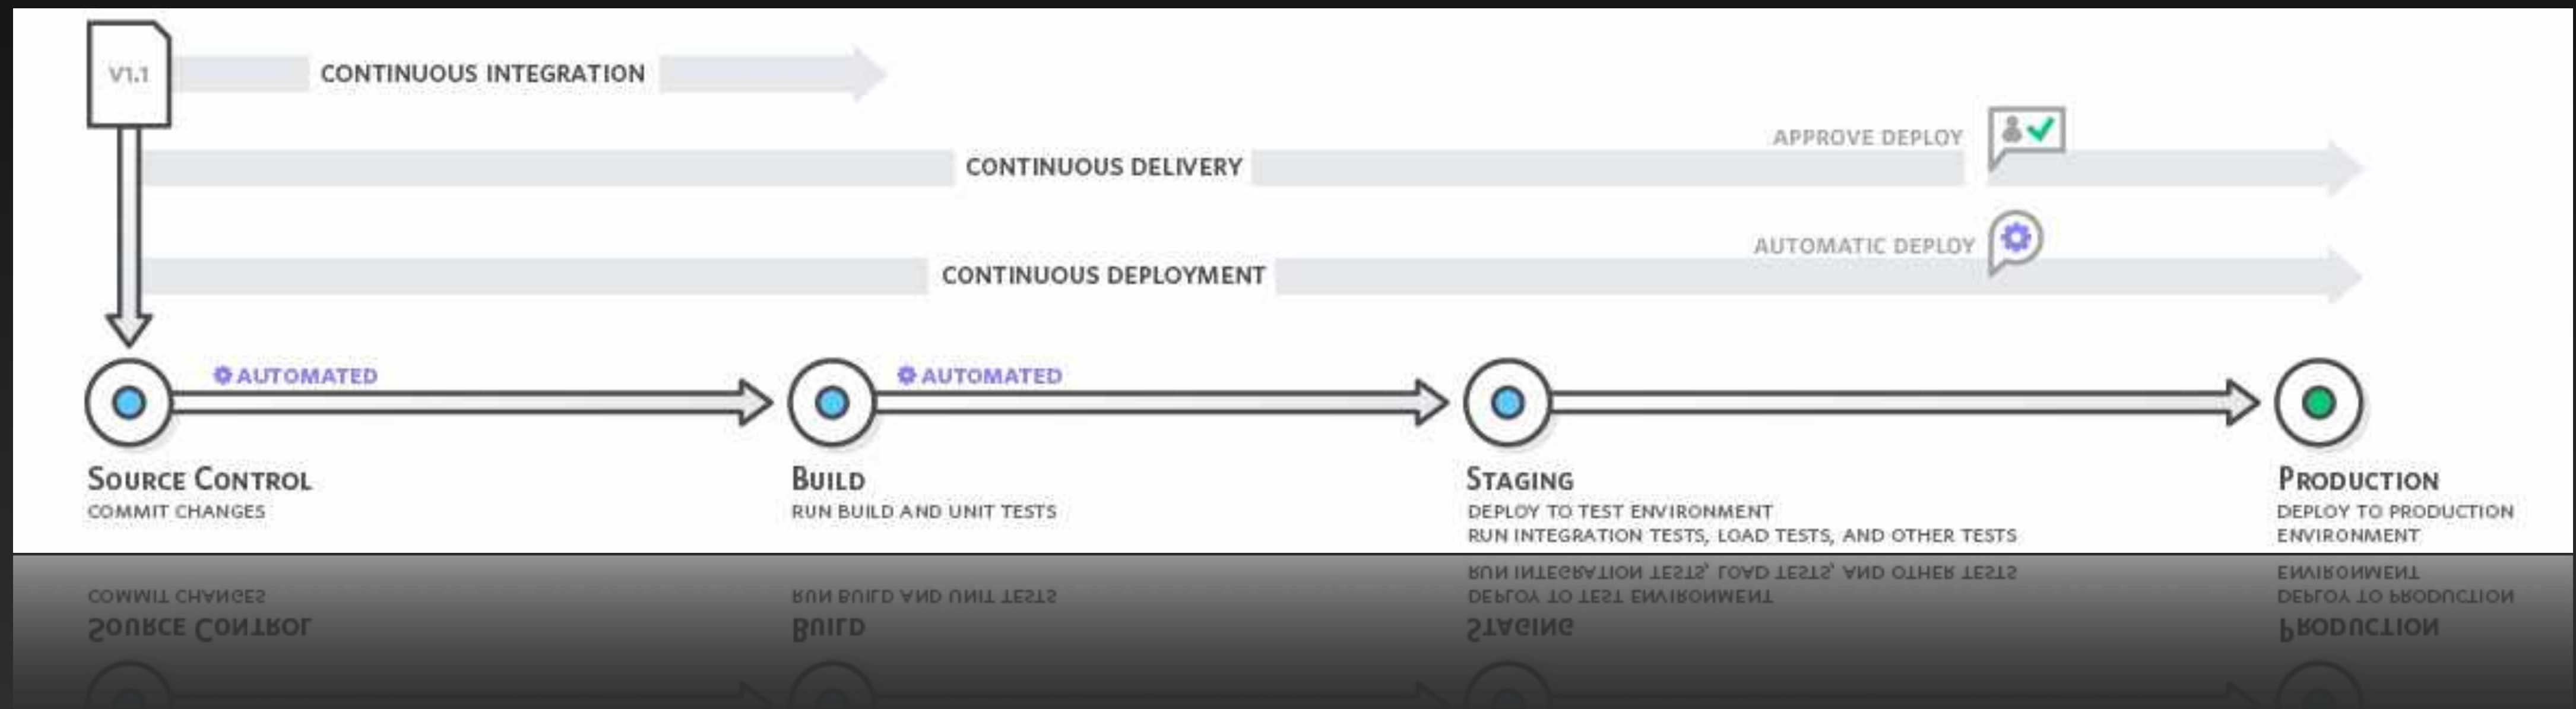 V1.1
CONTINUOUS INTEGRATION
APPROVE DEPLOY
CONTINUOUS DELIVERY
AUTOMATIC DEPLOY
CONTINUOUS DEPLOYMENT
AUTOMATED
AUTOMATED
SOURCE CONTROL
COMMIT CHANGES
BUILD
RUN BUILD AND UNIT TESTS
STAGING
DEPLOY TO TEST ENVIRONMENT
RUN INTEGRATION TESTS, LOAD TESTS, AND OTHER TESTS
PRODUCTION
DEPLOY TO PRODUCTION
ENVIRONMENT